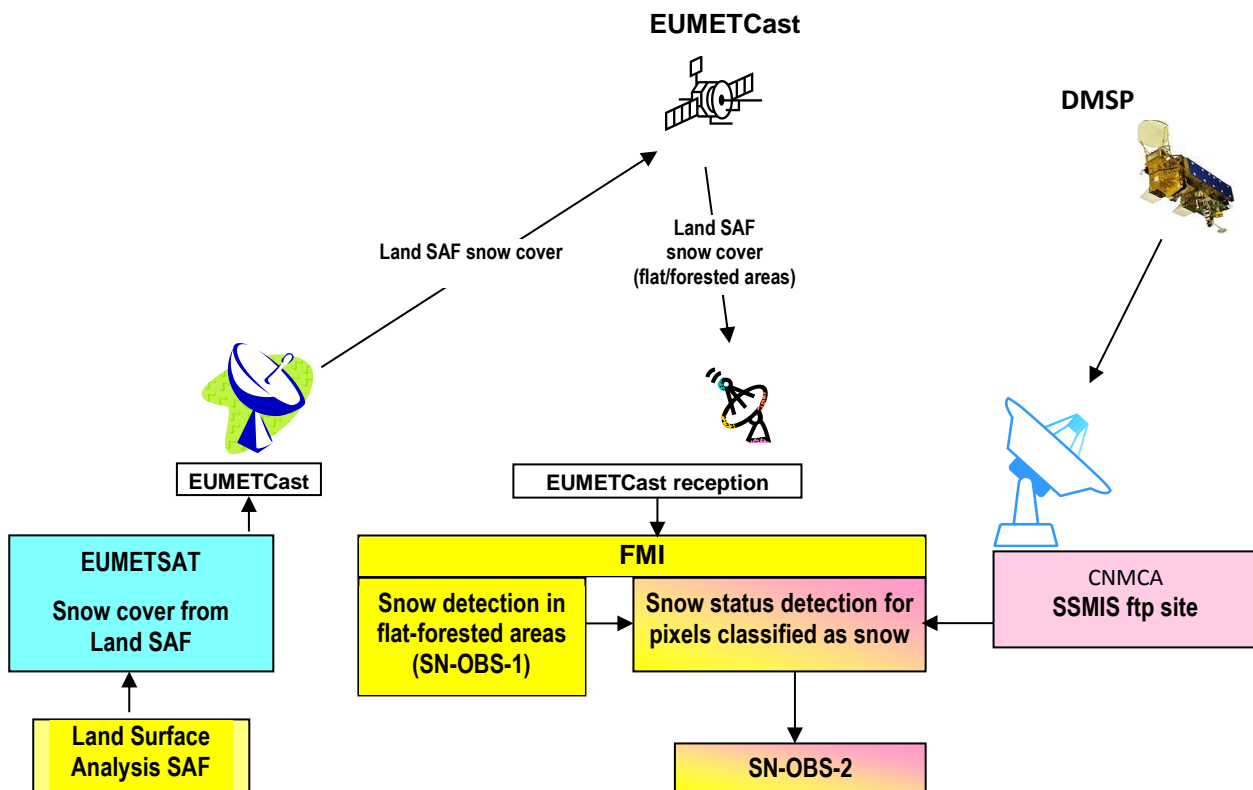 EUMETCast
DMSP
Land SAF snow cover
Land SAF
snow cover
(flat/forested areas)
EUMETCast
EUMETCast reception
EUMETSAT
Snow cover from
Land SAF
FMI
Snow detection in
flat-forested areas
(SN-OBS-1)
Snow status detection for
pixels classified as snow
CNMCA
SSMIS ftp site
Land Surface
Analysis SAF
SN-OBS-2